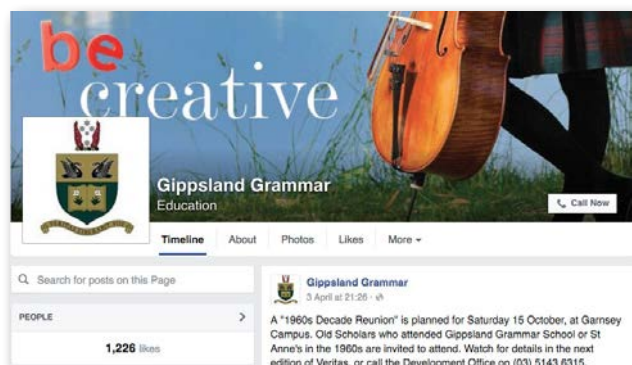 be
creative
Gippsland Grammar
Education
Call Now
Timeline About Photos Likes More
Search for posts on this Page
PEOPLE
1,226 likes
Gippsland Grammar
3 April at 21:26
A "1960s Decade Reunion" is planned for Saturday 15 October, at Garnsey
Campus. Old Scholars who attended Gippsland Grammar School or St
Anne's in the 1960s are invited to attend. Watch for details in the next
edition of Veritas, or call the Development Office on (03) 5143 6315.